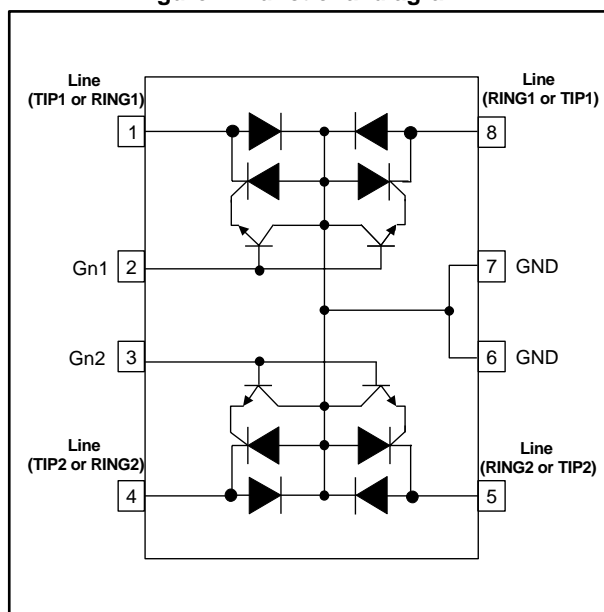 Line
(TIP1 or RING1)
Line
(RING1 or TIP1)
1
8
Gn1
2
7
GND
Gn2
3
6
GND
Line
(TIP2 or RING2)
Line
(RING2 or TIP2)
4
5